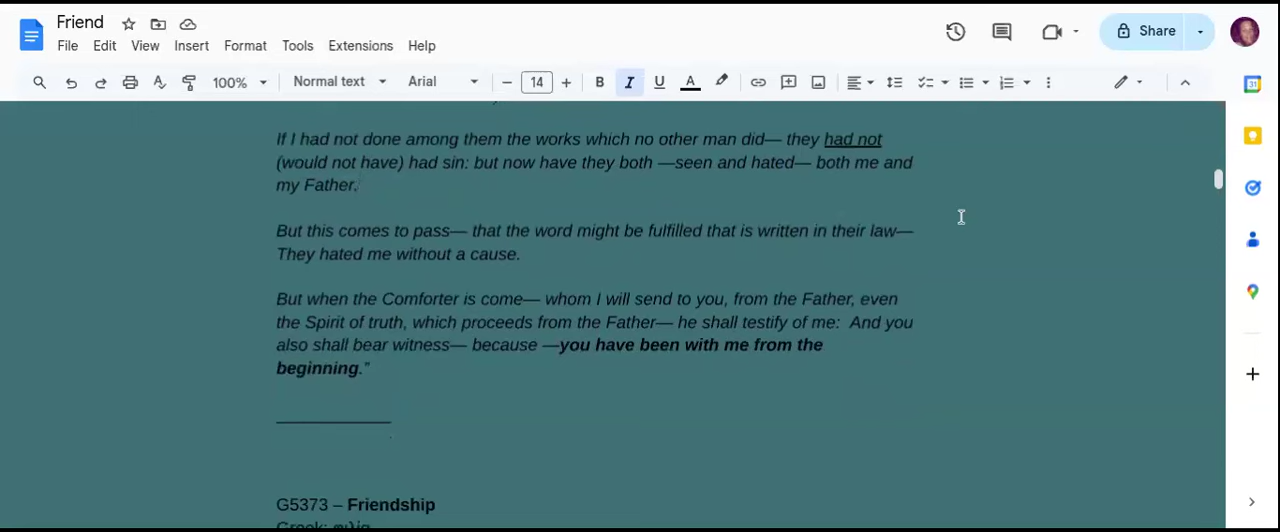 Friend
File Edit View Insert Format Tools Extensions Help
Share
100% Normal text Arial 14 B I U A
If I had not done among them the works which no other man did— they had not
(would not have) had sin: but now have they both —seen and hated— both me and
my Father.
But this comes to pass— that the word might be fulfilled that is written in their law—
They hated me without a cause.
But when the Comforter is come— whom I will send to you, from the Father, even
the Spirit of truth, which proceeds from the Father— he shall testify of me:  And you
also shall bear witness— because —you have been with me from the
beginning.”
G5373 – Friendship
Greek: φιλία
31